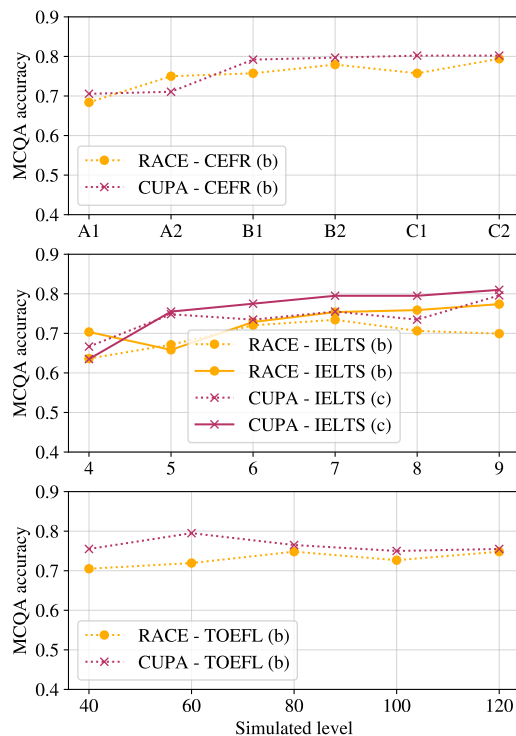 0.9
0.8
0.7
0.6
0.5
0.4
MCQA accuracy
RACE - CEFR (b)
CUPA - CEFR (b)
A1 A2 B1 B2 C1 C2
0.9
0.8
0.7
0.6
0.5
0.4
MCQA accuracy
RACE - IELTS (b)
RACE - IELTS (b)
CUPA - IELTS (c)
CUPA - IELTS (c)
4 5 6 7 8 9
0.9
0.8
0.7
0.6
0.5
0.4
MCQA accuracy
RACE - TOEFL (b)
CUPA - TOEFL (b)
40 60 80 100 120
Simulated level